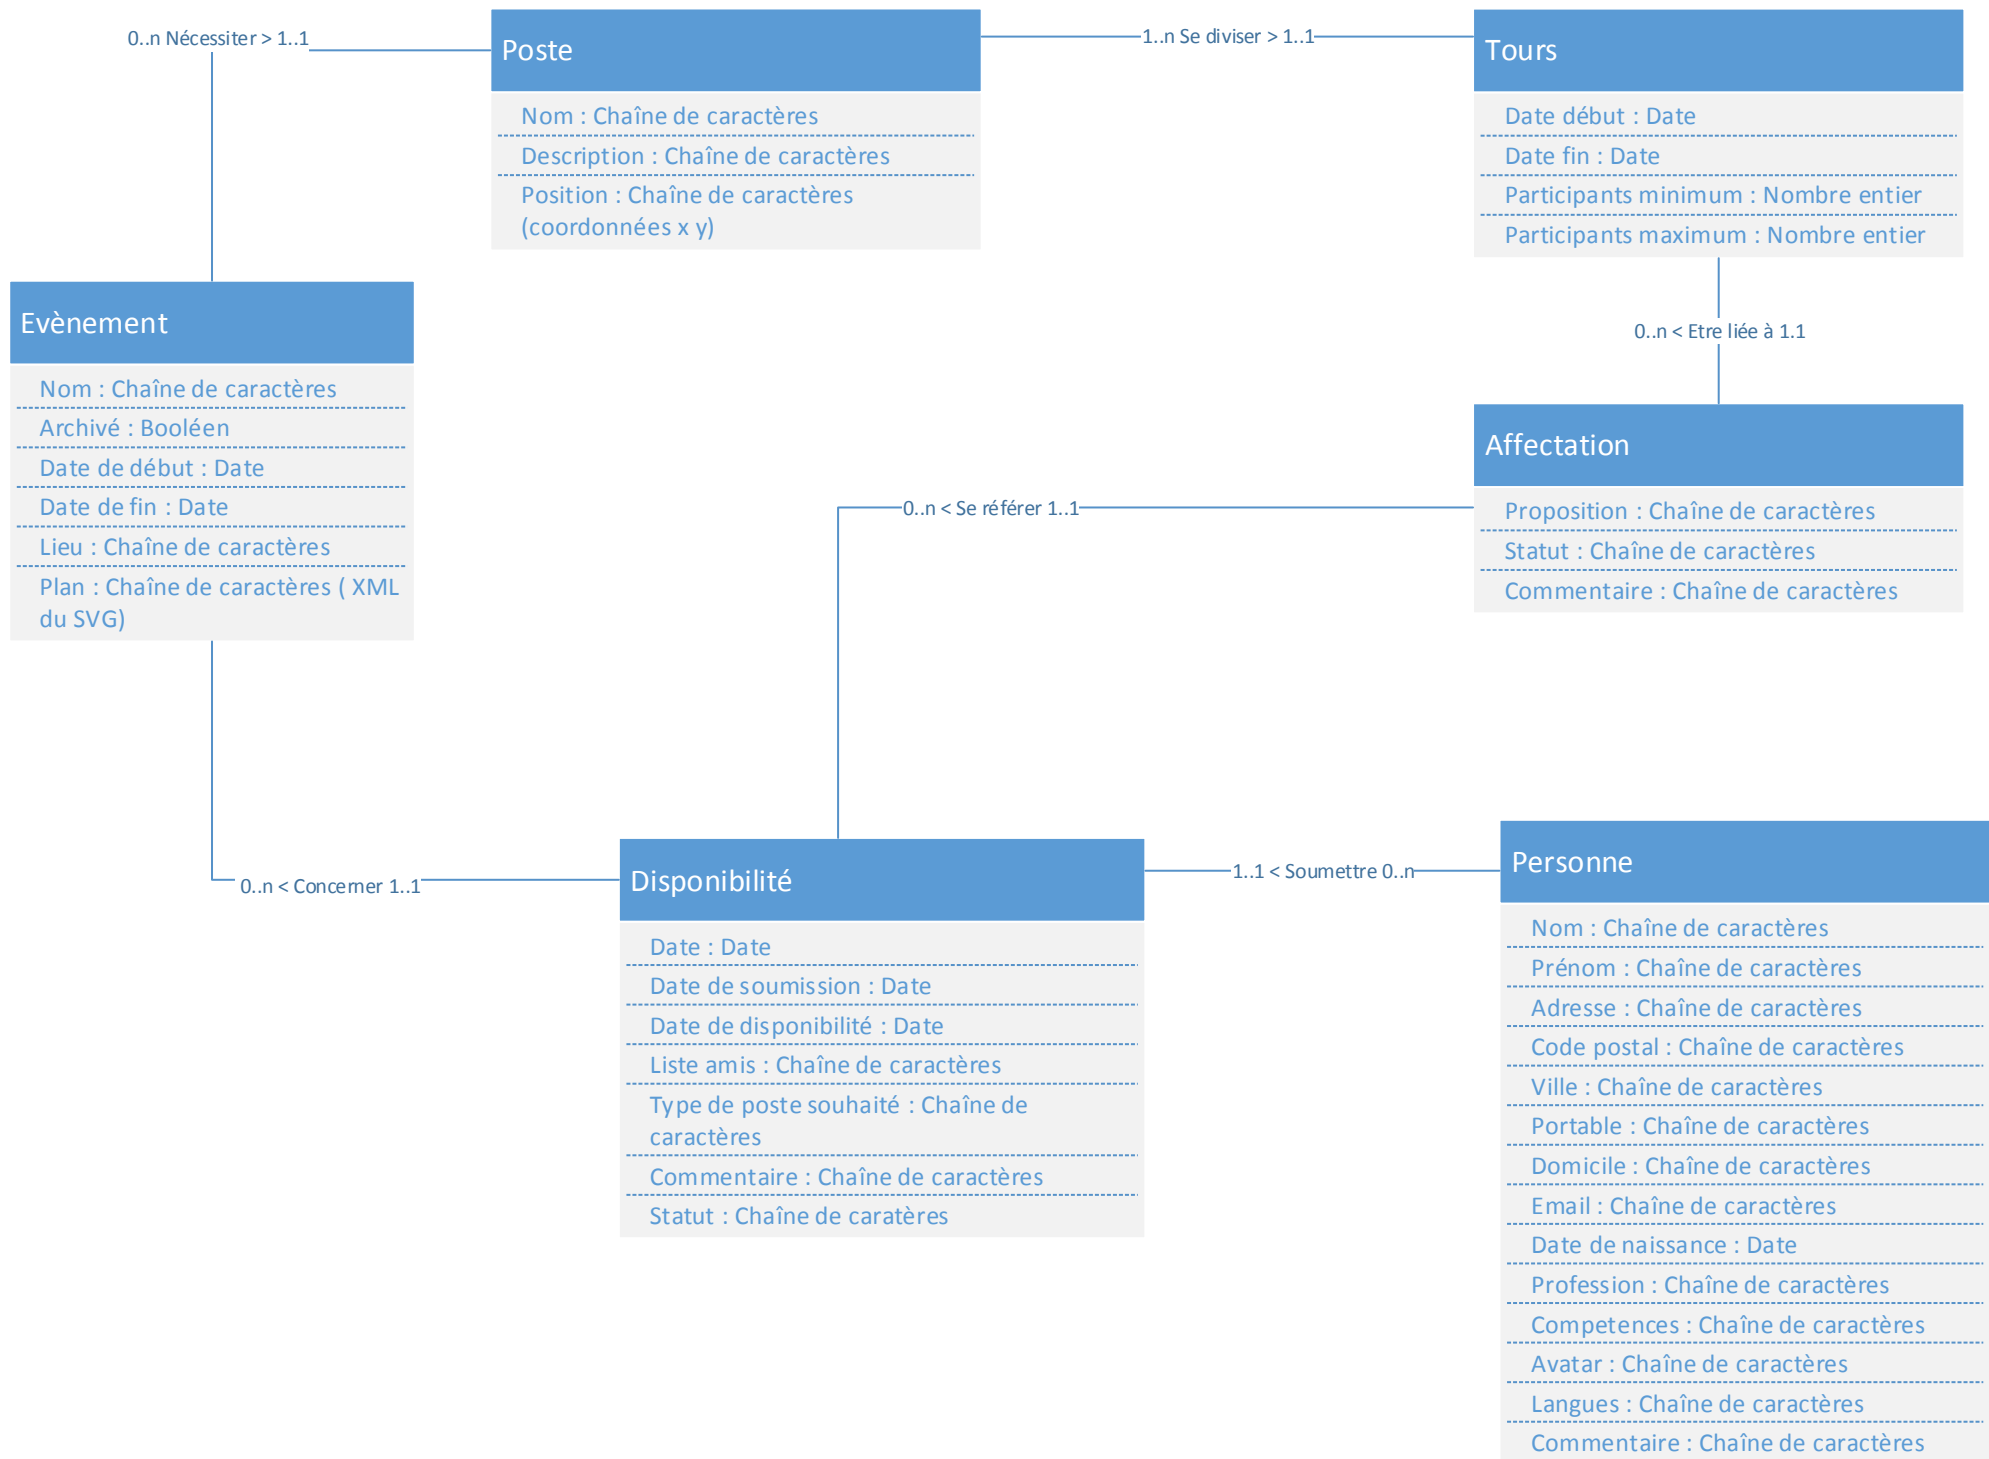 0..n Nécessiter > 1..1
Poste
Nom : Chaîne de caractères
Description : Chaîne de caractères
Position : Chaîne de caractères
(coordonnées x y)
1..n Se diviser > 1..1
Tours
Date début : Date
Date fin : Date
Participants minimum : Nombre entier
Participants maximum : Nombre entier
Evènement
Nom : Chaîne de caractères
Archivé : Booléen
Date de début : Date
Date de fin : Date
Lieu : Chaîne de caractères
Plan : Chaîne de caractères ( XML
du SVG)
0..n < Etre liée à 1.1
Affectation
Proposition : Chaîne de caractères
Statut : Chaîne de caractères
Commentaire : Chaîne de caractères
0..n < Se référer 1..1
0..n < Concerner 1..1
Disponibilité
Date : Date
Date de soumission : Date
Date de disponibilité : Date
Liste amis : Chaîne de caractères
Type de poste souhaité : Chaîne de
caractères
Commentaire : Chaîne de caractères
Statut : Chaîne de caratères
1..1 < Soumettre 0..n
Personne
Nom : Chaîne de caractères
Prénom : Chaîne de caractères
Adresse : Chaîne de caractères
Code postal : Chaîne de caractères
Ville : Chaîne de caractères
Portable : Chaîne de caractères
Domicile : Chaîne de caractères
Email : Chaîne de caractères
Date de naissance : Date
Profession : Chaîne de caractères
Competences : Chaîne de caractères
Avatar : Chaîne de caractères
Langues : Chaîne de caractères
Commentaire : Chaîne de caractères